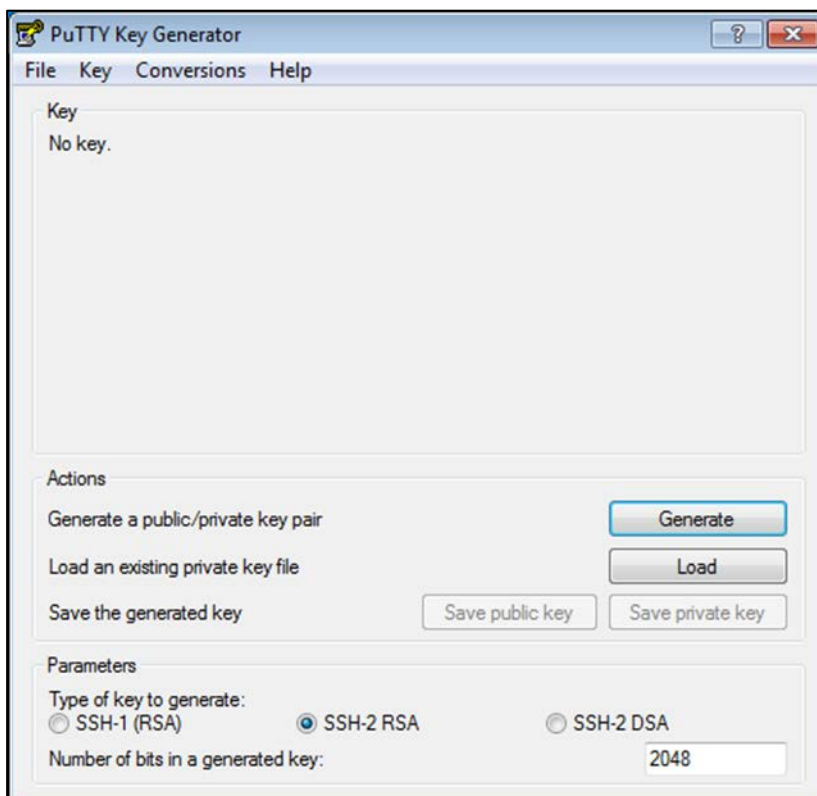 PuTTY Key Generator
File Key Conversions Help
Key
No key.
Actions
Generate a public/private key pair Generate
Load an existing private key file Load
Save the generated key Save public key Save private key
Parameters
Type of key to generate:
SSH-1 (RSA) SSH-2 RSA SSH-2 DSA
Number of bits in a generated key: 2048